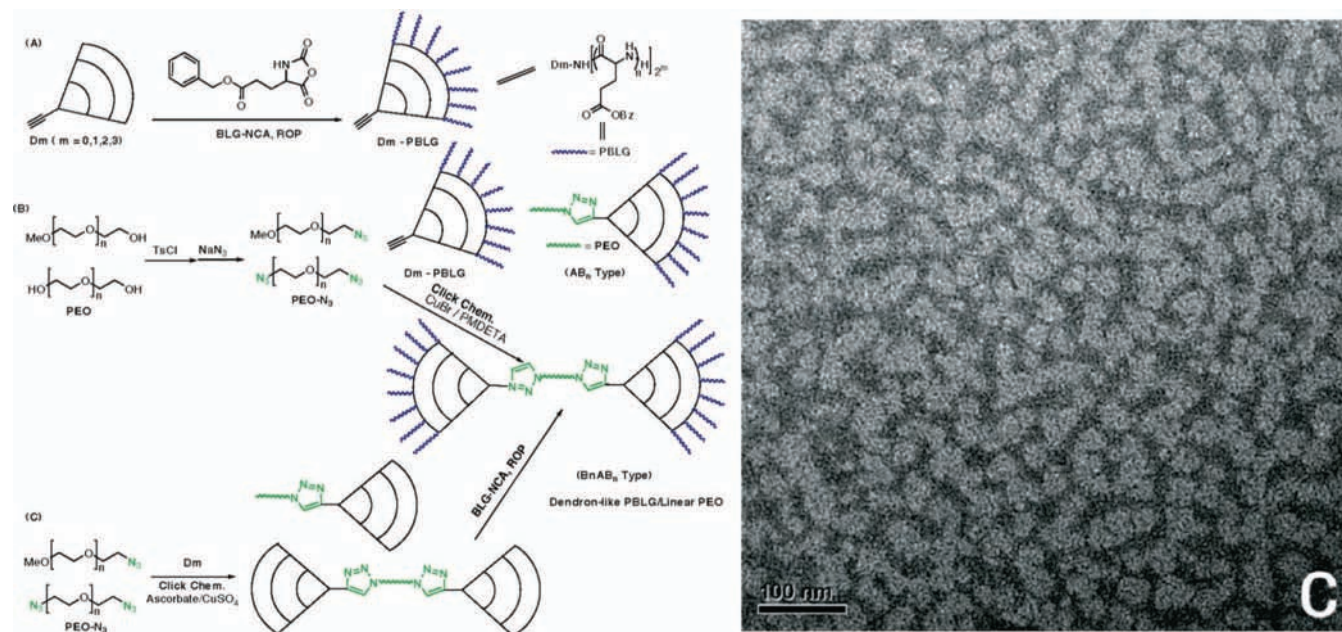 (A)
HN
O
O
O
O
O
Dm ( m = 0,1,2,3)
BLG-NCA, ROP
Dm - PBLG
Dm-NH
O
H
N
H
n
2m
O
OBz
= PBLG
(B)
MeO
O
n
OH
HO
O
n
OH
PEO
TsCl
NaN3
MeO
O
n
N3
N3
O
n
N3
PEO-N3
Dm - PBLG
N=N
N
= PEO
(ABn Type)
Click Chem.
CuBr / PMDETA
N
N=N
N=N
N
BLG-NCA, ROP
(BnABn Type)
Dendron-like PBLG/Linear PEO
N=N
N
(C)
MeO
O
n
N3
N3
O
n
N3
PEO-N3
Dm
Click Chem.
Ascorbate/CuSO4
N=N
N
N=N
N
100 nm
C